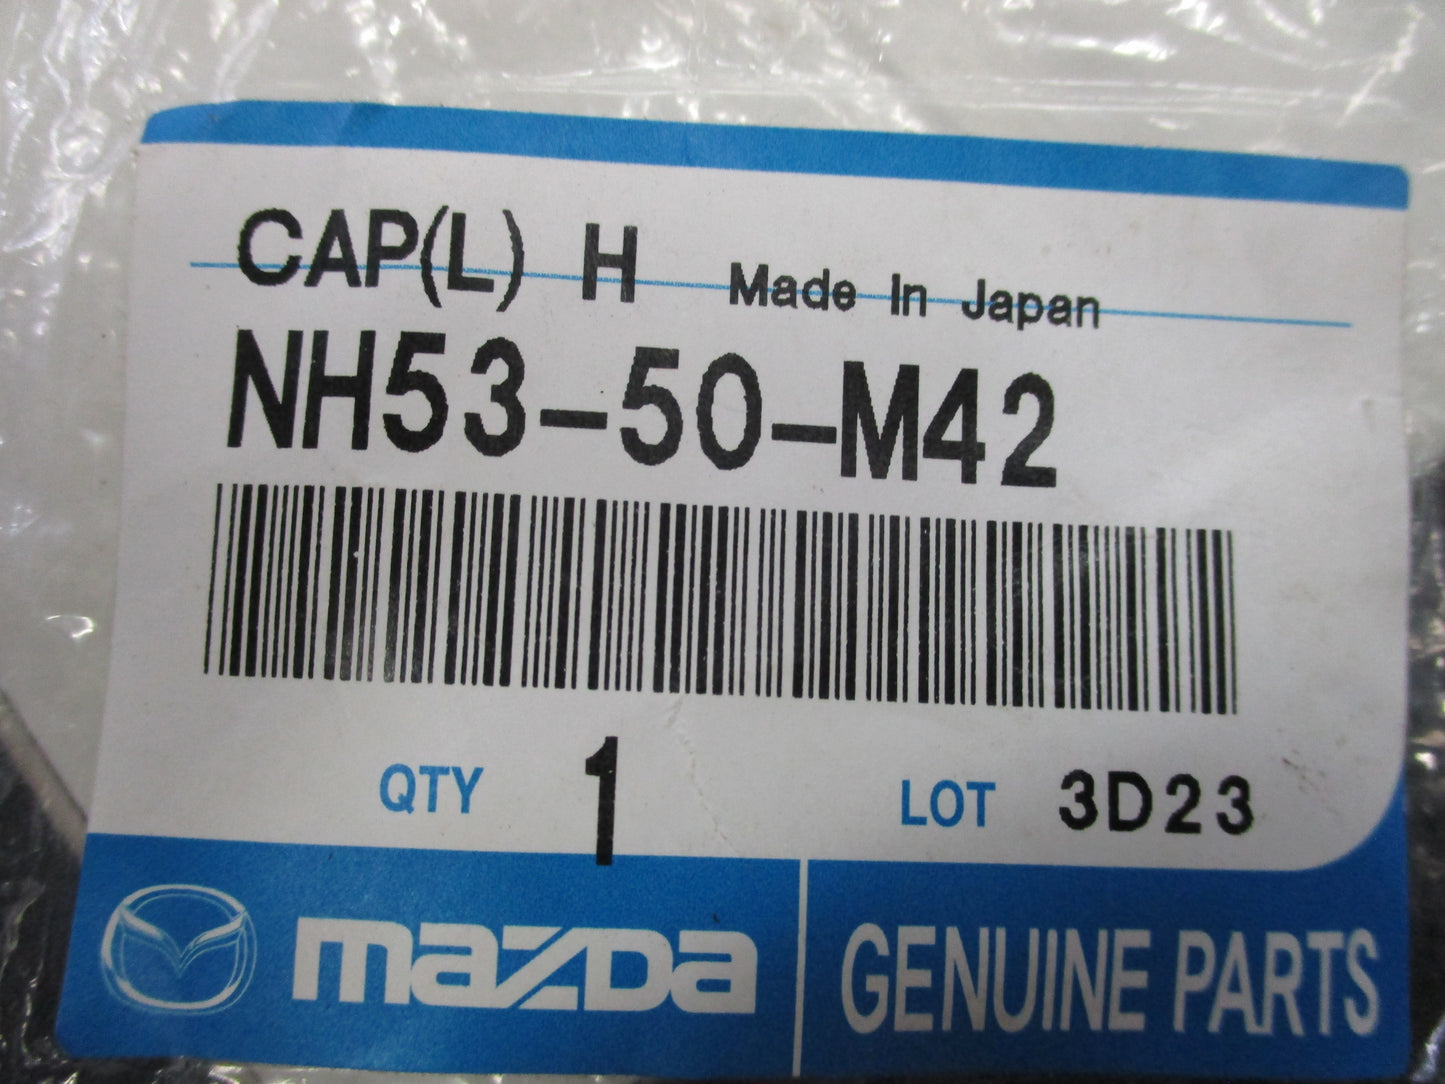 CAP(L) H Made In Japan
NH53-50-M42
QTY 1 LOT 3D23
mazda GENUINE PARTS